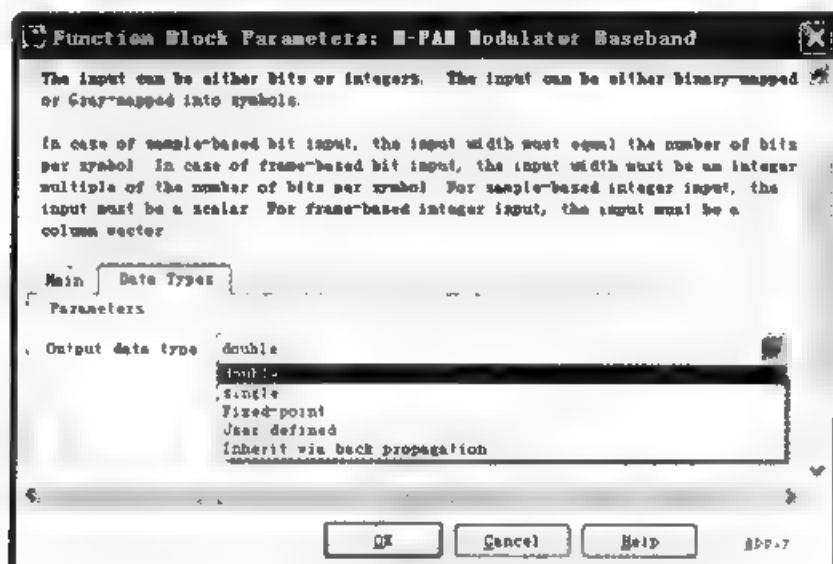 Function Block Parameters: M-PAM Modulator Baseband
The input can be either bits or integers. The input can be either binary-mapped
or Gray-mapped into symbols.
In case of sample-based bit input, the input width must equal the number of bits
per symbol. In case of frame-based bit input, the input width must be an integer
multiple of the number of bits per symbol. For sample-based integer input, the
input must be a scalar. For frame-based integer input, the input must be a
column vector.
Main Data Types
Parameters
Output data type double
double
single
Fixed-point
User defined
Inherit via back propagation
OK Cancel Help Apply